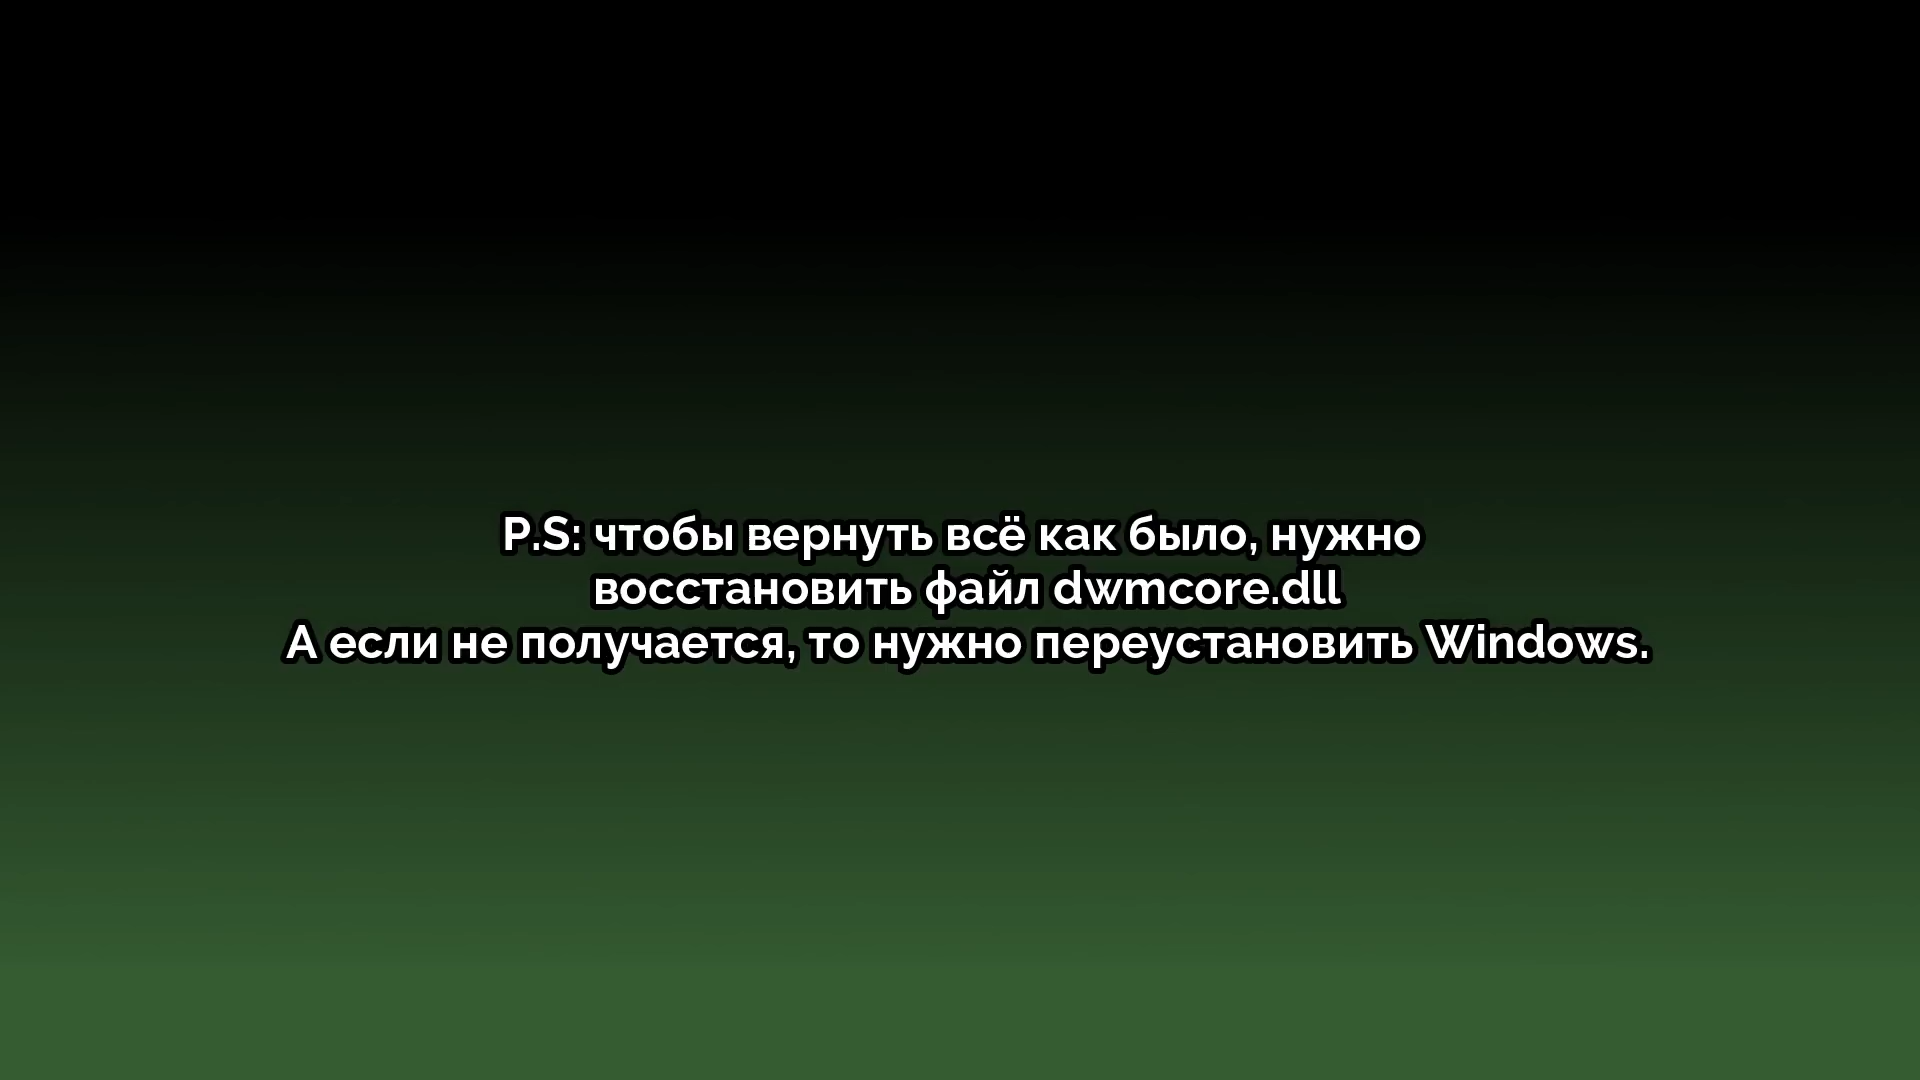 P.S: чтобы вернуть всё как было, нужно
восстановить файл dwmcore.dll
А если не получается, то нужно переустановить Windows.